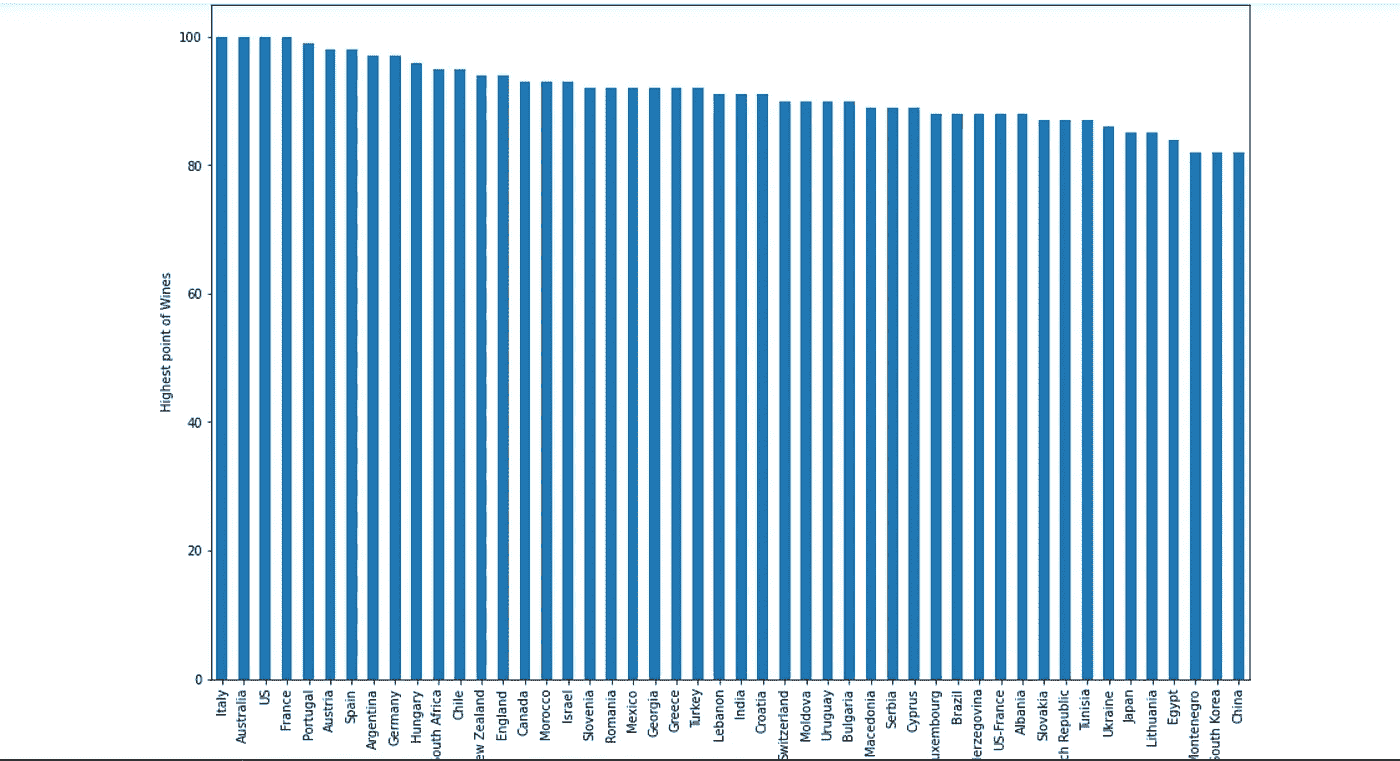 100
80
60
40
20
0
Highest point of Wines
Italy
Australia
US
France
Portugal
Austria
Spain
Argentina
Germany
Hungary
outh Africa
Chile
ew Zealand
England
Canada
Morocco
Israel
Slovenia
Romania
Mexico
Georgia
Greece
Turkey
Lebanon
India
Croatia
Switzerland
Moldova
Uruguay
Bulgaria
Macedonia
Serbia
Cyprus
uxembourg
Brazil
erzegovina
US-France
Albania
Slovakia
ch Republic
Tunisia
Ukraine
Japan
Lithuania
Egypt
Montenegro
South Korea
China